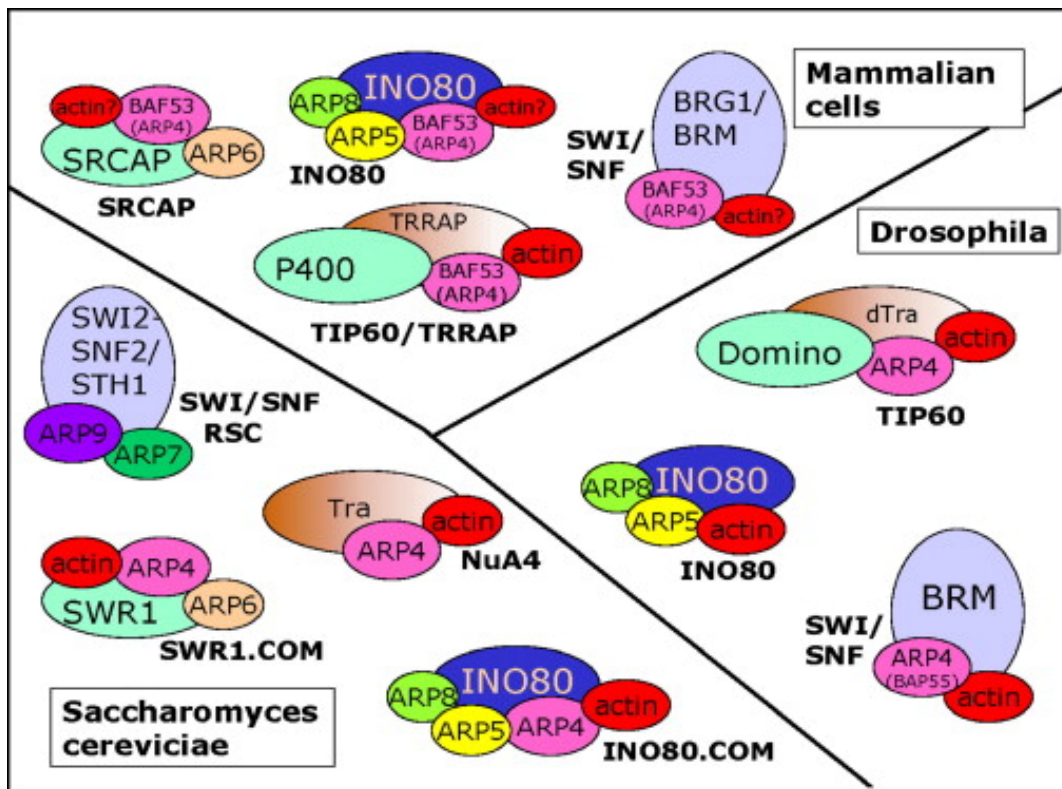 Mammalian
cells
actin?
BAF53
(ARP4)
SRCAP
ARP6
SRCAP
INO80
ARP8
ARP5
BAF53
(ARP4)
actin?
INO80
BRG1/
BRM
SWI/
SNF
BAF53
(ARP4)
actin?
TRRAP
P400
BAF53
(ARP4)
actin
TIP60/TRRAP
Drosophila
dTra
Domino
ARP4
actin
TIP60
INO80
ARP8
ARP5
actin
INO80
BRM
SWI/
SNF
ARP4
(BAP55)
actin
SWI2-
SNF2/
STH1
ARP9
ARP7
SWI/SNF
RSC
Tra
ARP4
actin
NuA4
actin
ARP4
SWR1
ARP6
SWR1.COM
INO80
ARP8
ARP5
ARP4
actin
INO80.COM
Saccharomyces
cereviciae